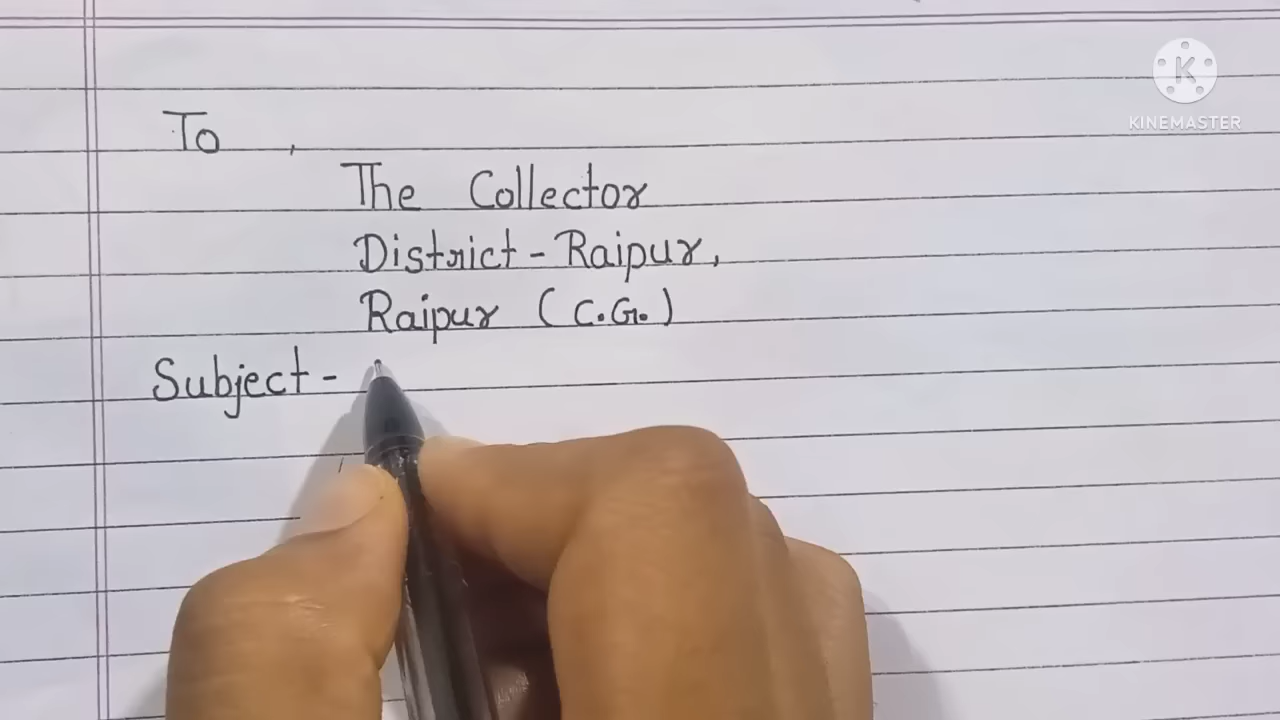 To ,
The Collector
District - Raipur,
Raipur ( C.G. )
Subject -
KINEMASTER